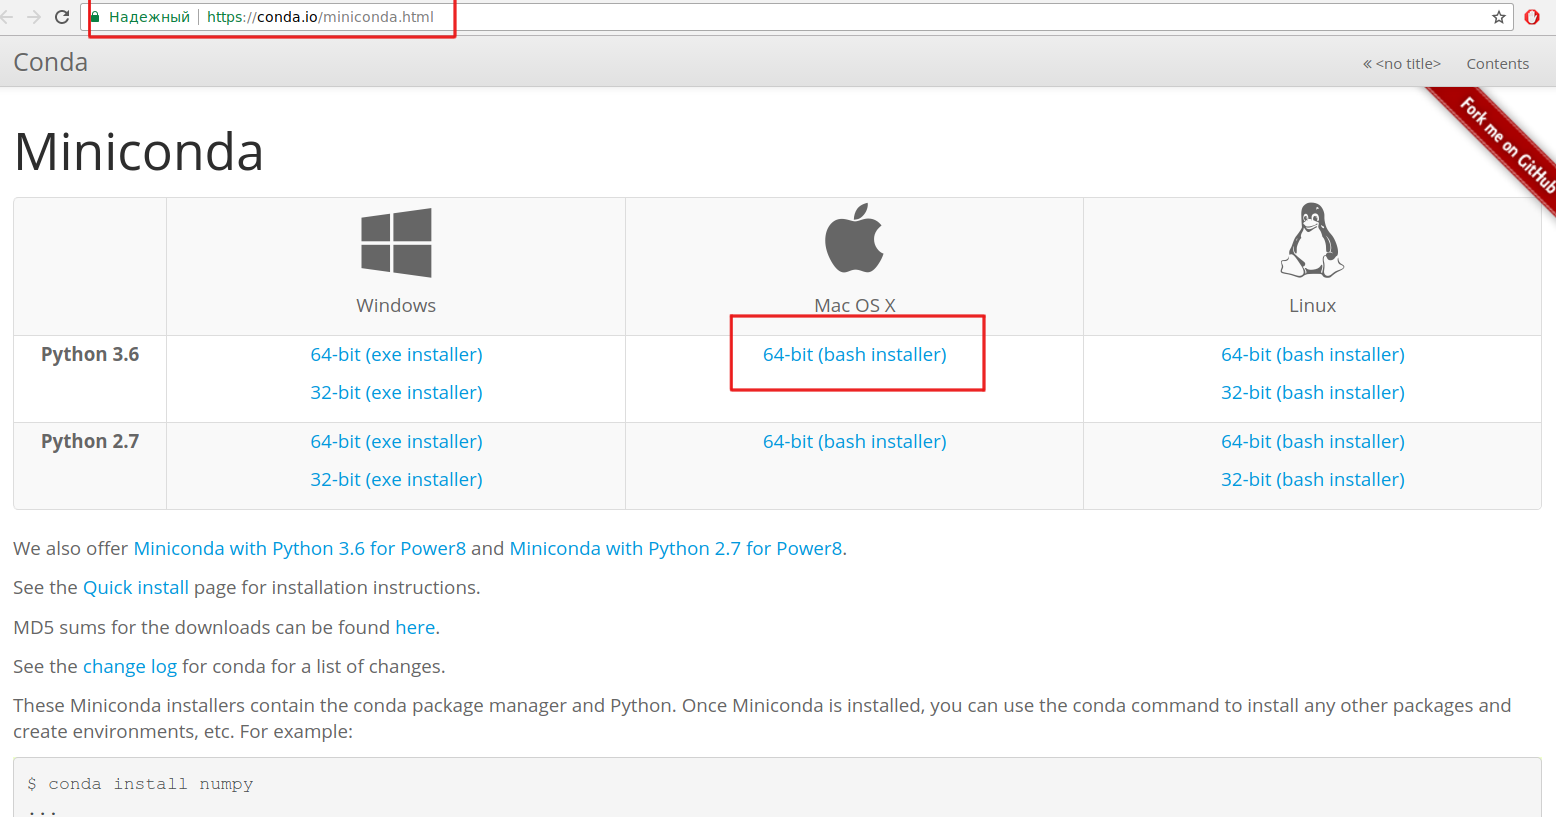 Надежный https://conda.io/miniconda.html
Conda
« <no title> Contents
Fork me on GitHub
Miniconda
Windows Mac OS X Linux
Python 3.6 64-bit (exe installer) 64-bit (bash installer) 64-bit (bash installer)
32-bit (exe installer) 32-bit (bash installer)
Python 2.7 64-bit (exe installer) 64-bit (bash installer) 64-bit (bash installer)
32-bit (exe installer) 32-bit (bash installer)
We also offer Miniconda with Python 3.6 for Power8 and Miniconda with Python 2.7 for Power8.
See the Quick install page for installation instructions.
MD5 sums for the downloads can be found here.
See the change log for conda for a list of changes.
These Miniconda installers contain the conda package manager and Python. Once Miniconda is installed, you can use the conda command to install any other packages and
create environments, etc. For example:
$ conda install numpy
...